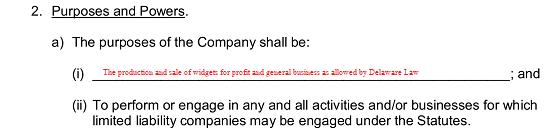 2. Purposes and Powers.
a) The purposes of the Company shall be:
(i) The production and sale of widgets for profit and general business as allowed by Delaware Law; and
(ii) To perform or engage in any and all activities and/or businesses for which
limited liability companies may be engaged under the Statutes.